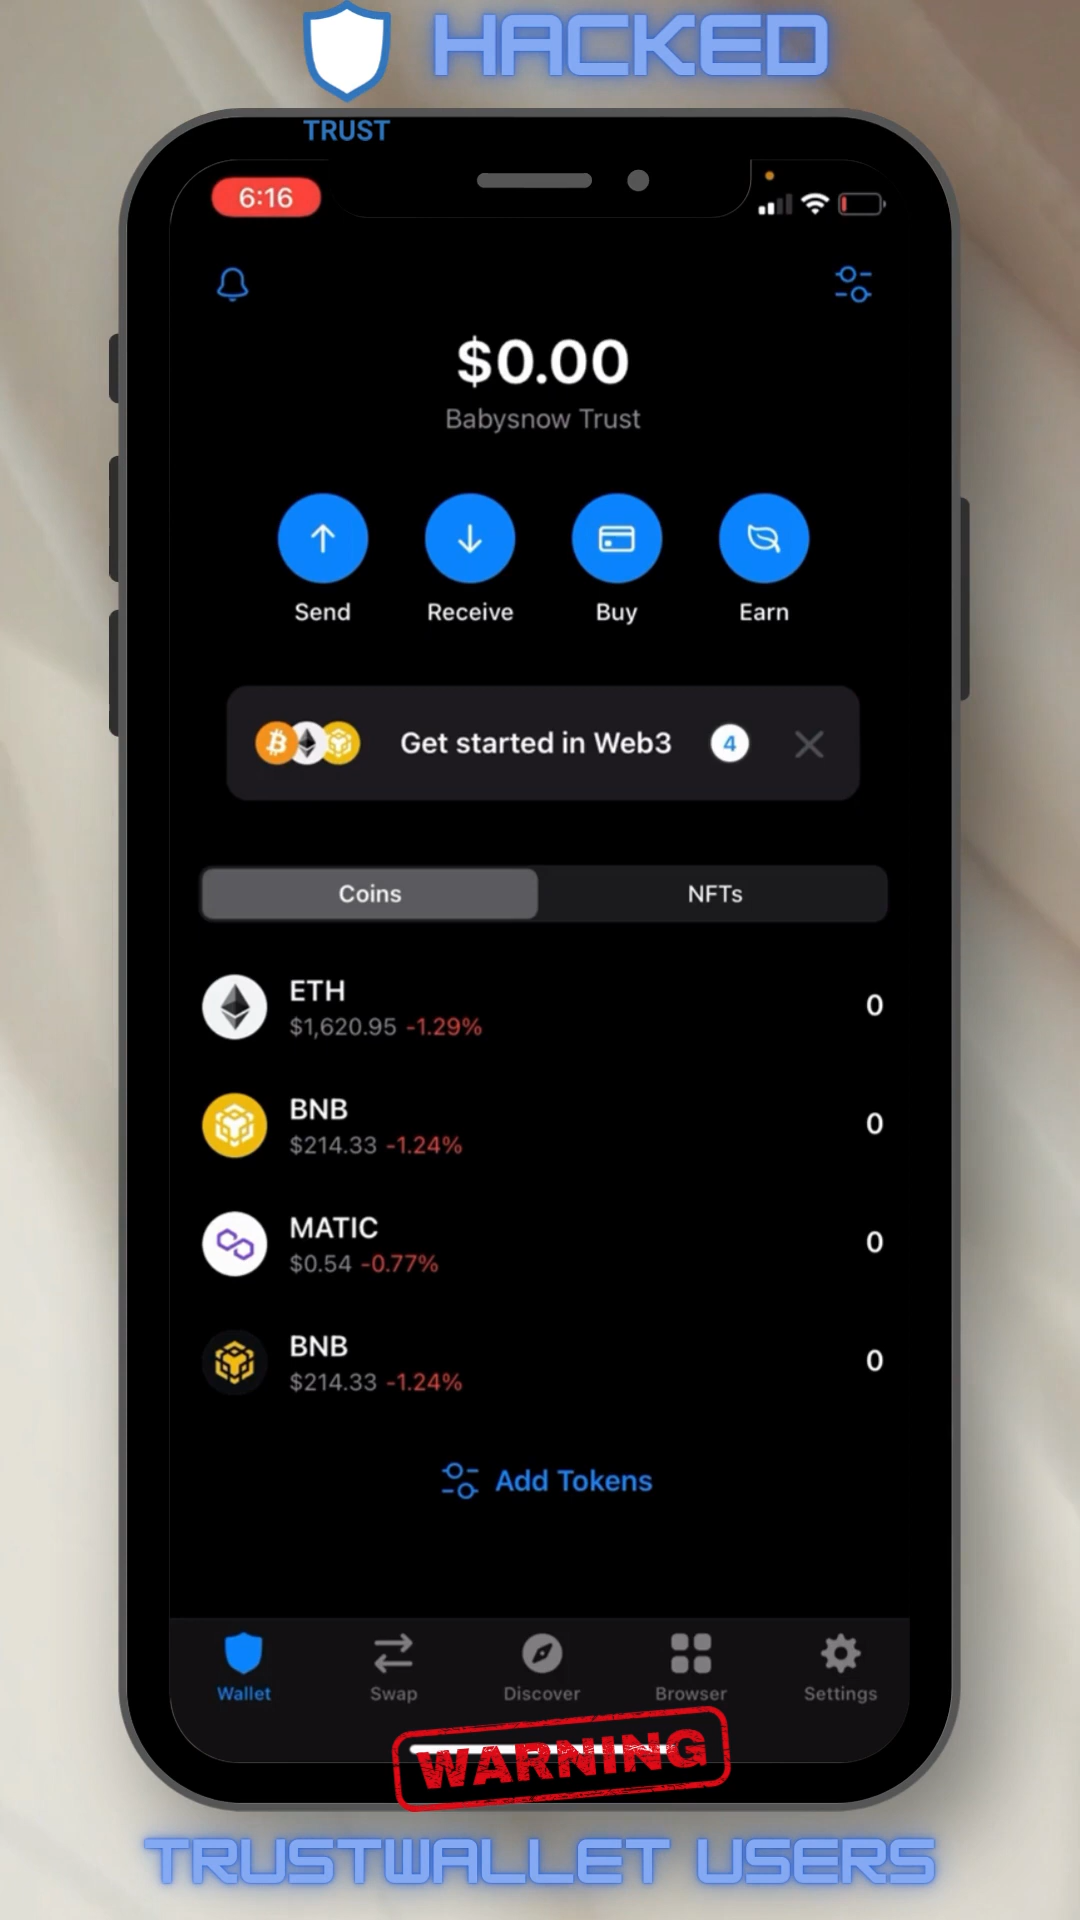 HACKED
TRUST
6:16
$0.00
Babysnow Trust
Send Receive Buy Earn
Get started in Web3 4
Coins NFTs
ETH 0
$1,620.95 -1.29%
BNB 0
$214.33 -1.24%
MATIC 0
$0.54 -0.77%
BNB 0
$214.33 -1.24%
Add Tokens
Wallet Swap Discover Browser Settings
WARNING
TRUSTWALLET USERS